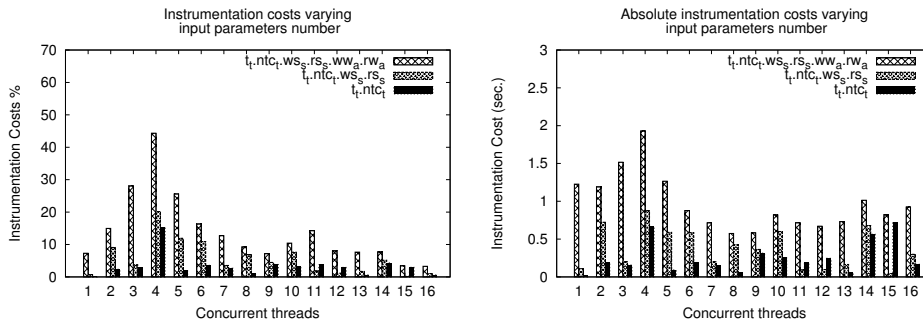 Instrumentation costs varying
input parameters number
70
60
50
40
30
20
10
0
Instrumentation Costs %
t_t.ntc_t.ws_s.rs_s.ww_a.rw_a
t_t.ntc_t.ws_s.rs_s
t_t.ntc_t
1 2 3 4 5 6 7 8 9 10 11 12 13 14 15 16
Concurrent threads
Absolute instrumentation costs varying
input parameters number
3
2.5
2
1.5
1
0.5
0
Instrumentation Cost (sec.)
t_t.ntc_t.ws_s.rs_s.ww_a.rw_a
t_t.ntc_t.ws_s.rs_s
t_t.ntc_t
1 2 3 4 5 6 7 8 9 10 11 12 13 14 15 16
Concurrent threads